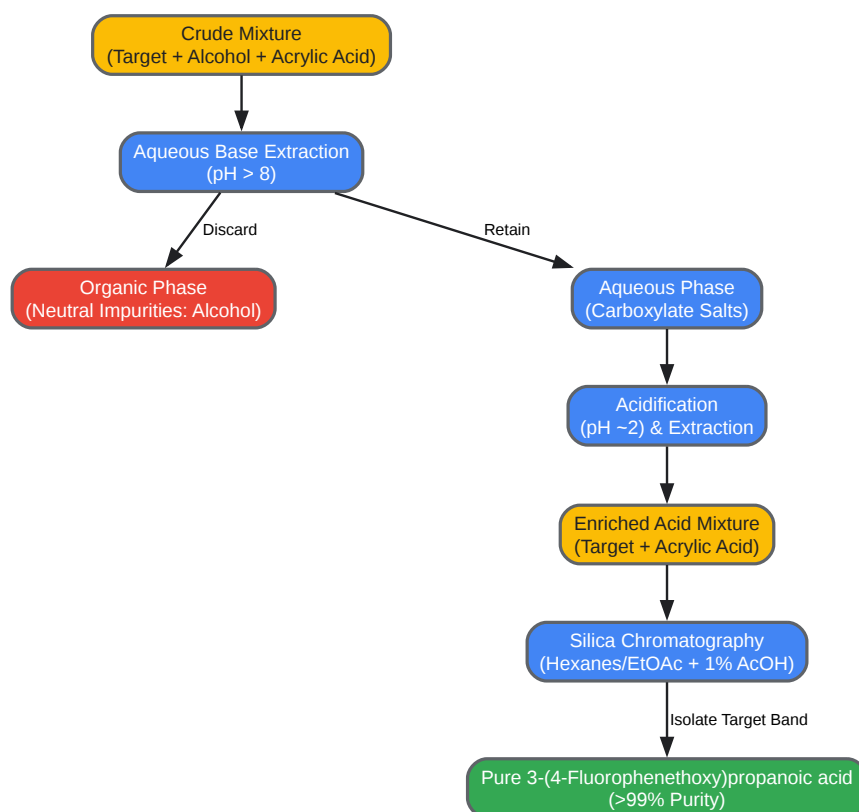 Crude Mixture
(Target + Alcohol + Acrylic Acid)
Aqueous Base Extraction
(pH > 8)
Discard
Retain
Organic Phase
(Neutral Impurities: Alcohol)
Aqueous Phase
(Carboxylate Salts)
Acidification
(pH ~2) & Extraction
Enriched Acid Mixture
(Target + Acrylic Acid)
Silica Chromatography
(Hexanes/EtOAc + 1% AcOH)
Isolate Target Band
Pure 3-(4-Fluorophenethoxy)propanoic acid
(>99% Purity)